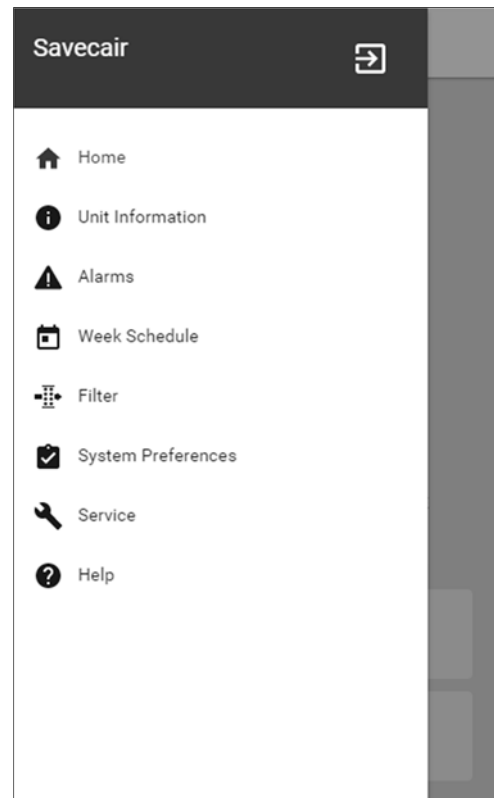 Savecair
Home
Unit Information
Alarms
Week Schedule
Filter
System Preferences
Service
Help